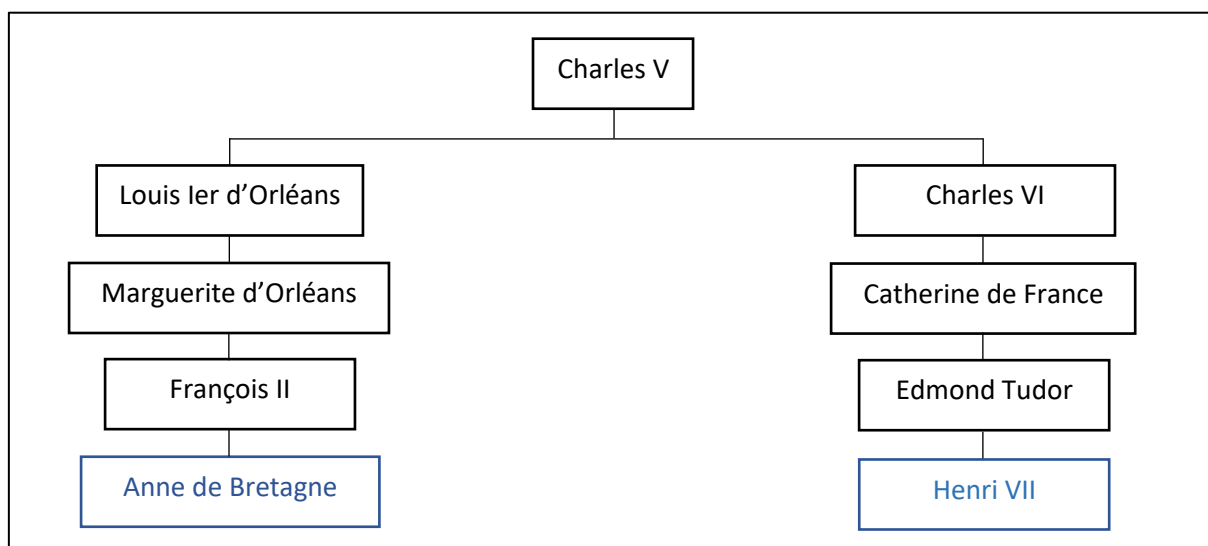 Charles V
Louis Ier d’Orléans
Charles VI
Marguerite d’Orléans
Catherine de France
François II
Edmond Tudor
Anne de Bretagne
Henri VII